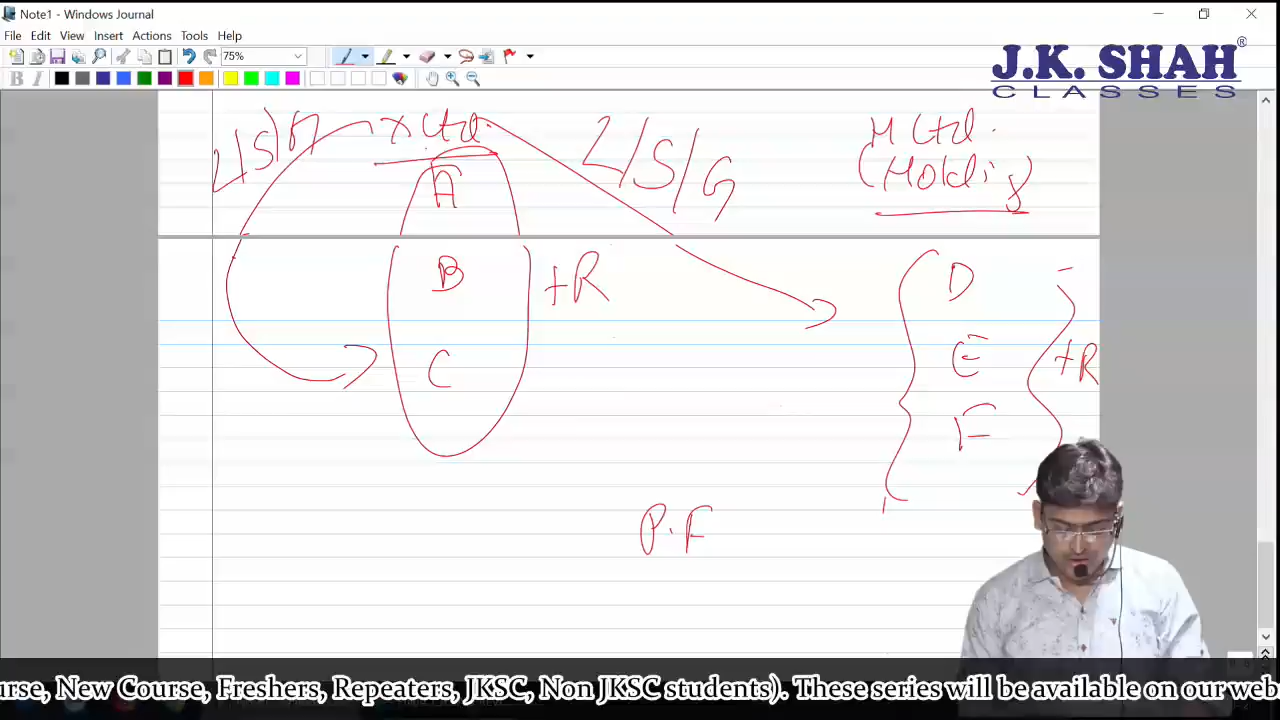 Note1 - Windows Journal
File Edit View Insert Actions Tools Help
75%
B I
J.K. SHAH®
CLASSES
L/S/G X Ltd. L/S/G H Ltd.
(Holding)
A
B +R D
C E +R
F
P.F
urse, New Course, Freshers, Repeaters, JKSC, Non JKSC students). These series will be available on our web